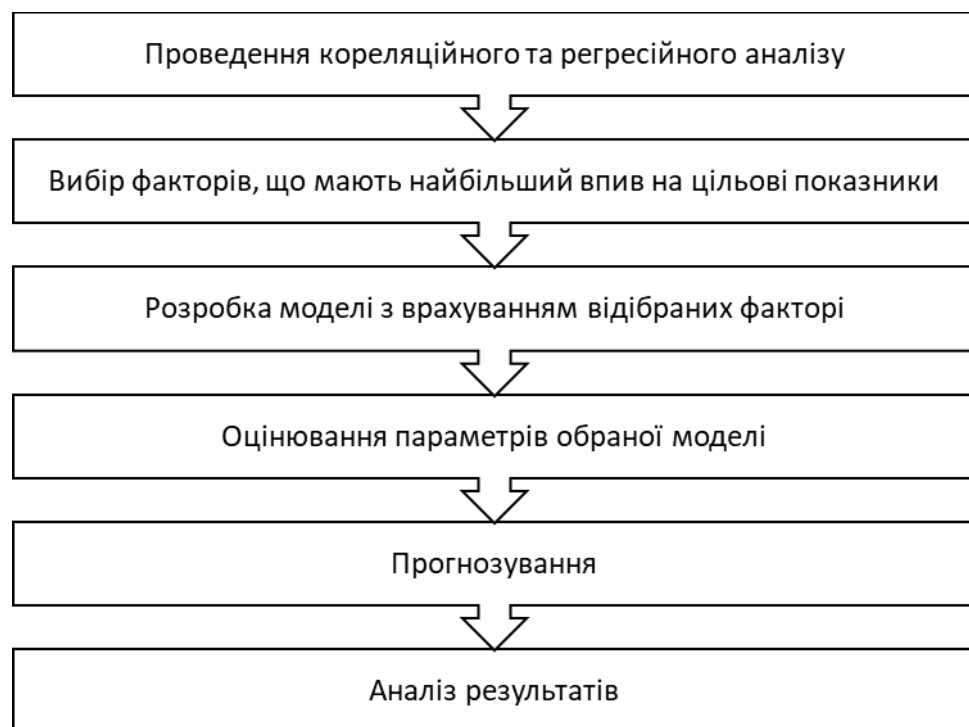 Проведення кореляційного та регресійного аналізу
Вибір факторів, що мають найбільший впив на цільові показники
Розробка моделі з врахуванням відібраних факторі
Оцінювання параметрів обраної моделі
Прогнозування
Аналіз результатів